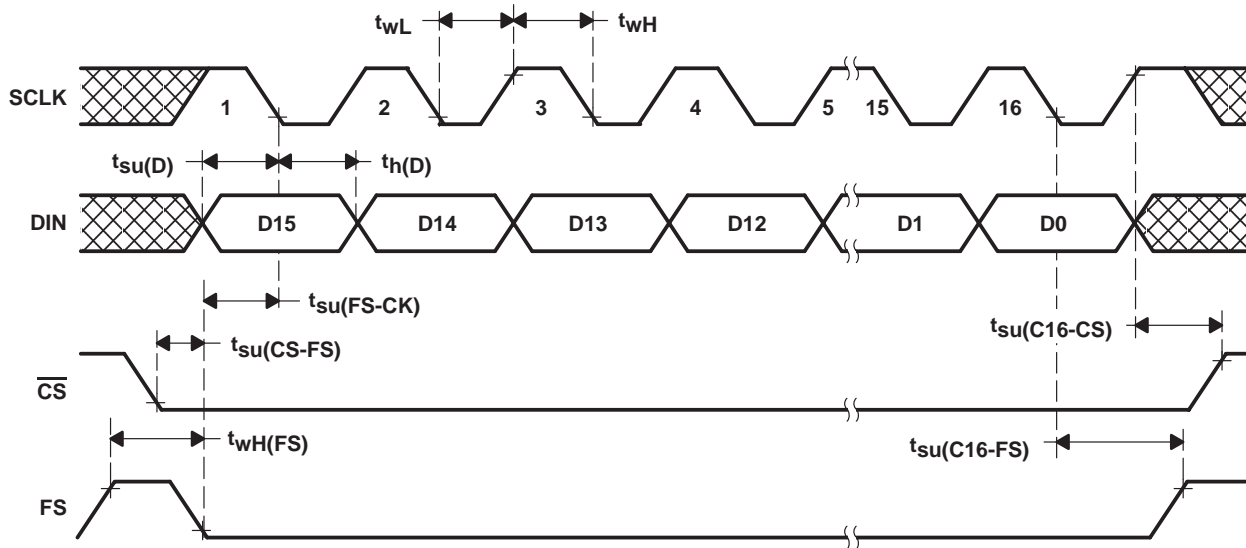 twL twH
SCLK 1 2 3 4 5 15 16
tsu(D) th(D)
DIN D15 D14 D13 D12 D1 D0
tsu(FS-CK)
tsu(CS-FS) tsu(C16-CS)
CS
twH(FS) tsu(C16-FS)
FS